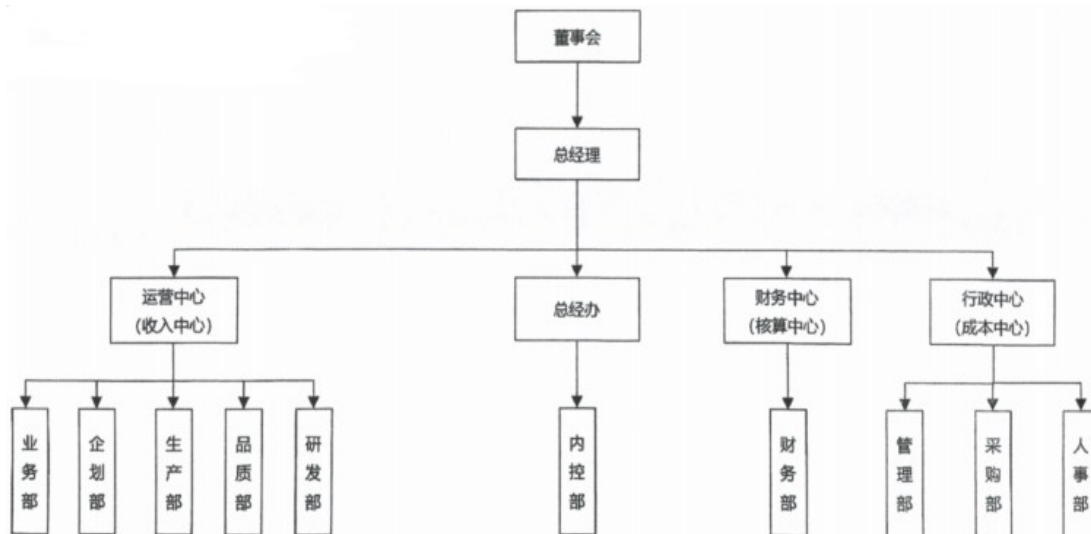 董事会
总经理
运营中心
（收入中心）
总经办
财务中心
（核算中心）
行政中心
（成本中心）
业务部
企划部
生产部
品质部
研发部
内控部
财务部
管理部
采购部
人事部